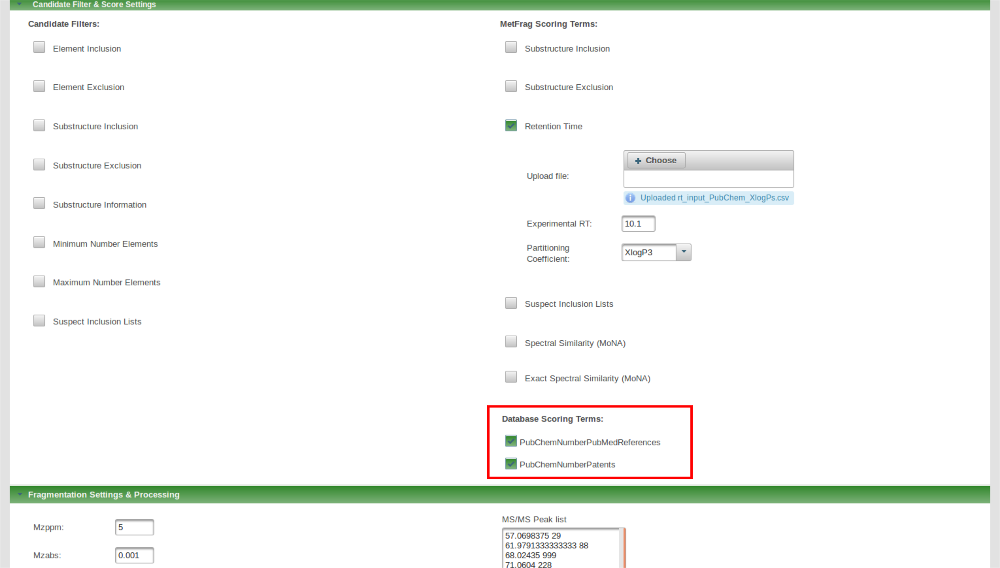 Candidate Filter & Score Settings
Candidate Filters:
Element Inclusion
Element Exclusion
Substructure Inclusion
Substructure Exclusion
Substructure Information
Minimum Number Elements
Maximum Number Elements
Suspect Inclusion Lists
MetFrag Scoring Terms:
Substructure Inclusion
Substructure Exclusion
Retention Time
Upload file:
Choose
Uploaded rt_input_PubChem_XlogPs.csv
Experimental RT:
10.1
Partitioning
Coefficient:
XlogP3
Suspect Inclusion Lists
Spectral Similarity (MoNA)
Exact Spectral Similarity (MoNA)
Database Scoring Terms:
PubChemNumberPubMedReferences
PubChemNumberPatents
Fragmentation Settings & Processing
Mzppm:
5
Mzabs:
0.001
MS/MS Peak list
57.0698375 29
61.9791333333333 88
68.02435 999
71.0604 228